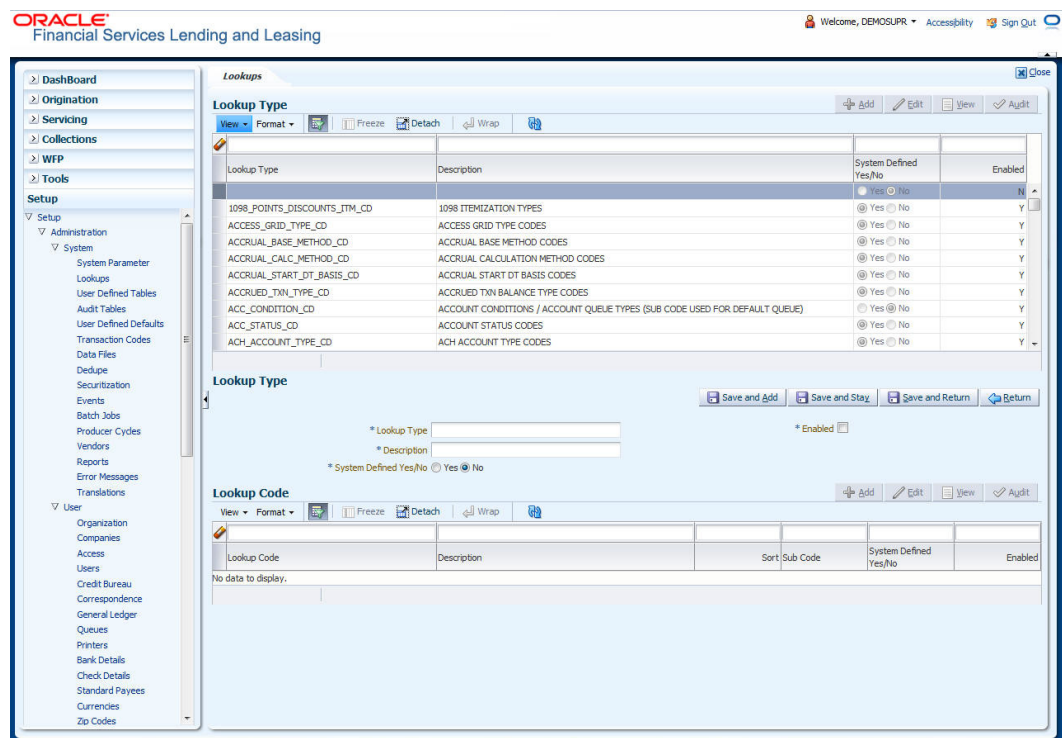 ORACLE
Financial Services Lending and Leasing
Welcome, DEMOSUPR Accessibility Sign Out
Close
DashBoard
Origination
Servicing
Collections
WFP
Tools
Setup
Setup
Administration
System
System Parameter
Lookups
User Defined Tables
Audit Tables
User Defined Defaults
Transaction Codes
Data Files
Dedupe
Securitization
Events
Batch Jobs
Producer Cycles
Vendors
Reports
Error Messages
Translations
User
Organization
Companies
Access
Users
Credit Bureau
Correspondence
General Ledger
Queues
Printers
Bank Details
Check Details
Standard Payees
Currencies
Zip Codes
Lookups
Lookup Type Add Edit View Audit
View Format Freeze Detach Wrap
Lookup Type Description System Defined Yes/No Enabled
Yes No N
1098_POINTS_DISCOUNTS_ITM_CD 1098 ITEMIZATION TYPES Yes No Y
ACCESS_GRID_TYPE_CD ACCESS GRID TYPE CODES Yes No Y
ACCRUAL_BASE_METHOD_CD ACCRUAL BASE METHOD CODES Yes No Y
ACCRUAL_CALC_METHOD_CD ACCRUAL CALCULATION METHOD CODES Yes No Y
ACCRUAL_START_DT_BASIS_CD ACCRUAL START DT BASIS CODES Yes No Y
ACCRUED_TXN_TYPE_CD ACCRUED TXN BALANCE TYPE CODES Yes No Y
ACC_CONDITION_CD ACCOUNT CONDITIONS / ACCOUNT QUEUE TYPES (SUB CODE USED FOR DEFAULT QUEUE) Yes No Y
ACC_STATUS_CD ACCOUNT STATUS CODES Yes No Y
ACH_ACCOUNT_TYPE_CD ACH ACCOUNT TYPE CODES Yes No Y
Lookup Type
Save and Add Save and Stay Save and Return Return
* Lookup Type * Enabled
* Description
* System Defined Yes/No Yes No
Lookup Code Add Edit View Audit
View Format Freeze Detach Wrap
Lookup Code Description Sort Sub Code System Defined Yes/No Enabled
No data to display.